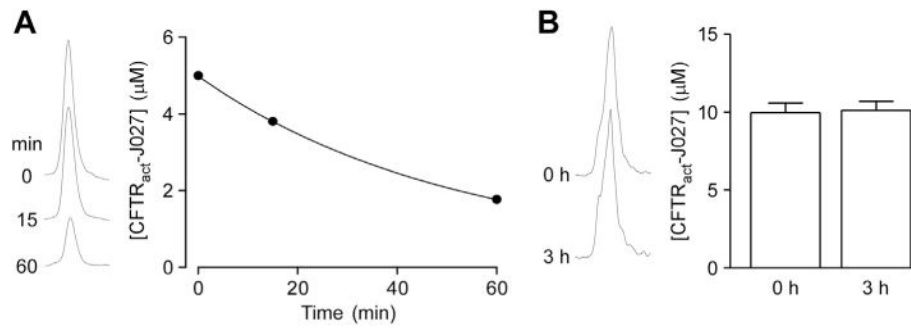 A
min
0
15
60
[CFTRact-J027] (µM)
6
4
2
0
0 20 40 60
Time (min)
B
0 h
3 h
[CFTRact-J027] (µM)
15
10
5
0
0 h 3 h